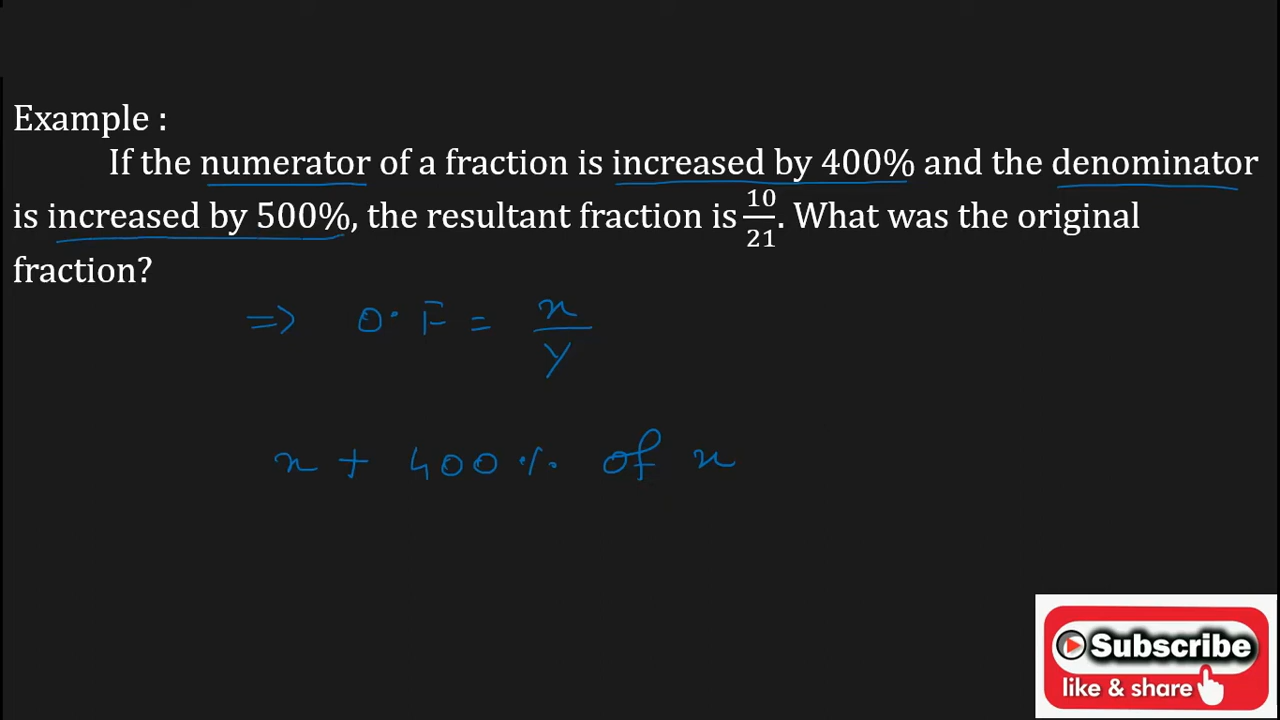 Example :
If the numerator of a fraction is increased by 400% and the denominator
is increased by 500%, the resultant fraction is 10/21. What was the original
fraction?
=> O·F = x/y
x + 400% of x
Subscribe
like & share